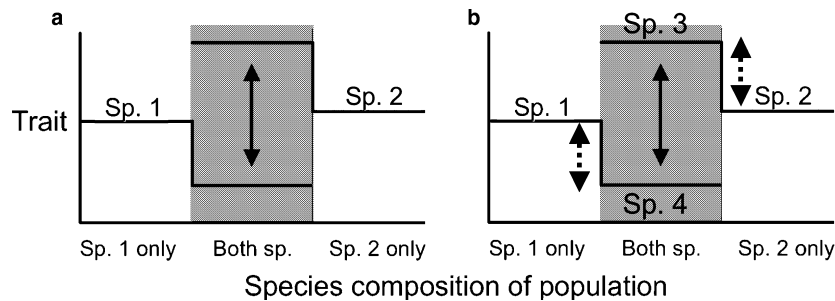 a
Trait
Sp. 1
Sp. 2
Sp. 1 only
Both sp.
Sp. 2 only
b
Sp. 3
Sp. 1
Sp. 2
Sp. 4
Sp. 1 only
Both sp.
Sp. 2 only
Species composition of population